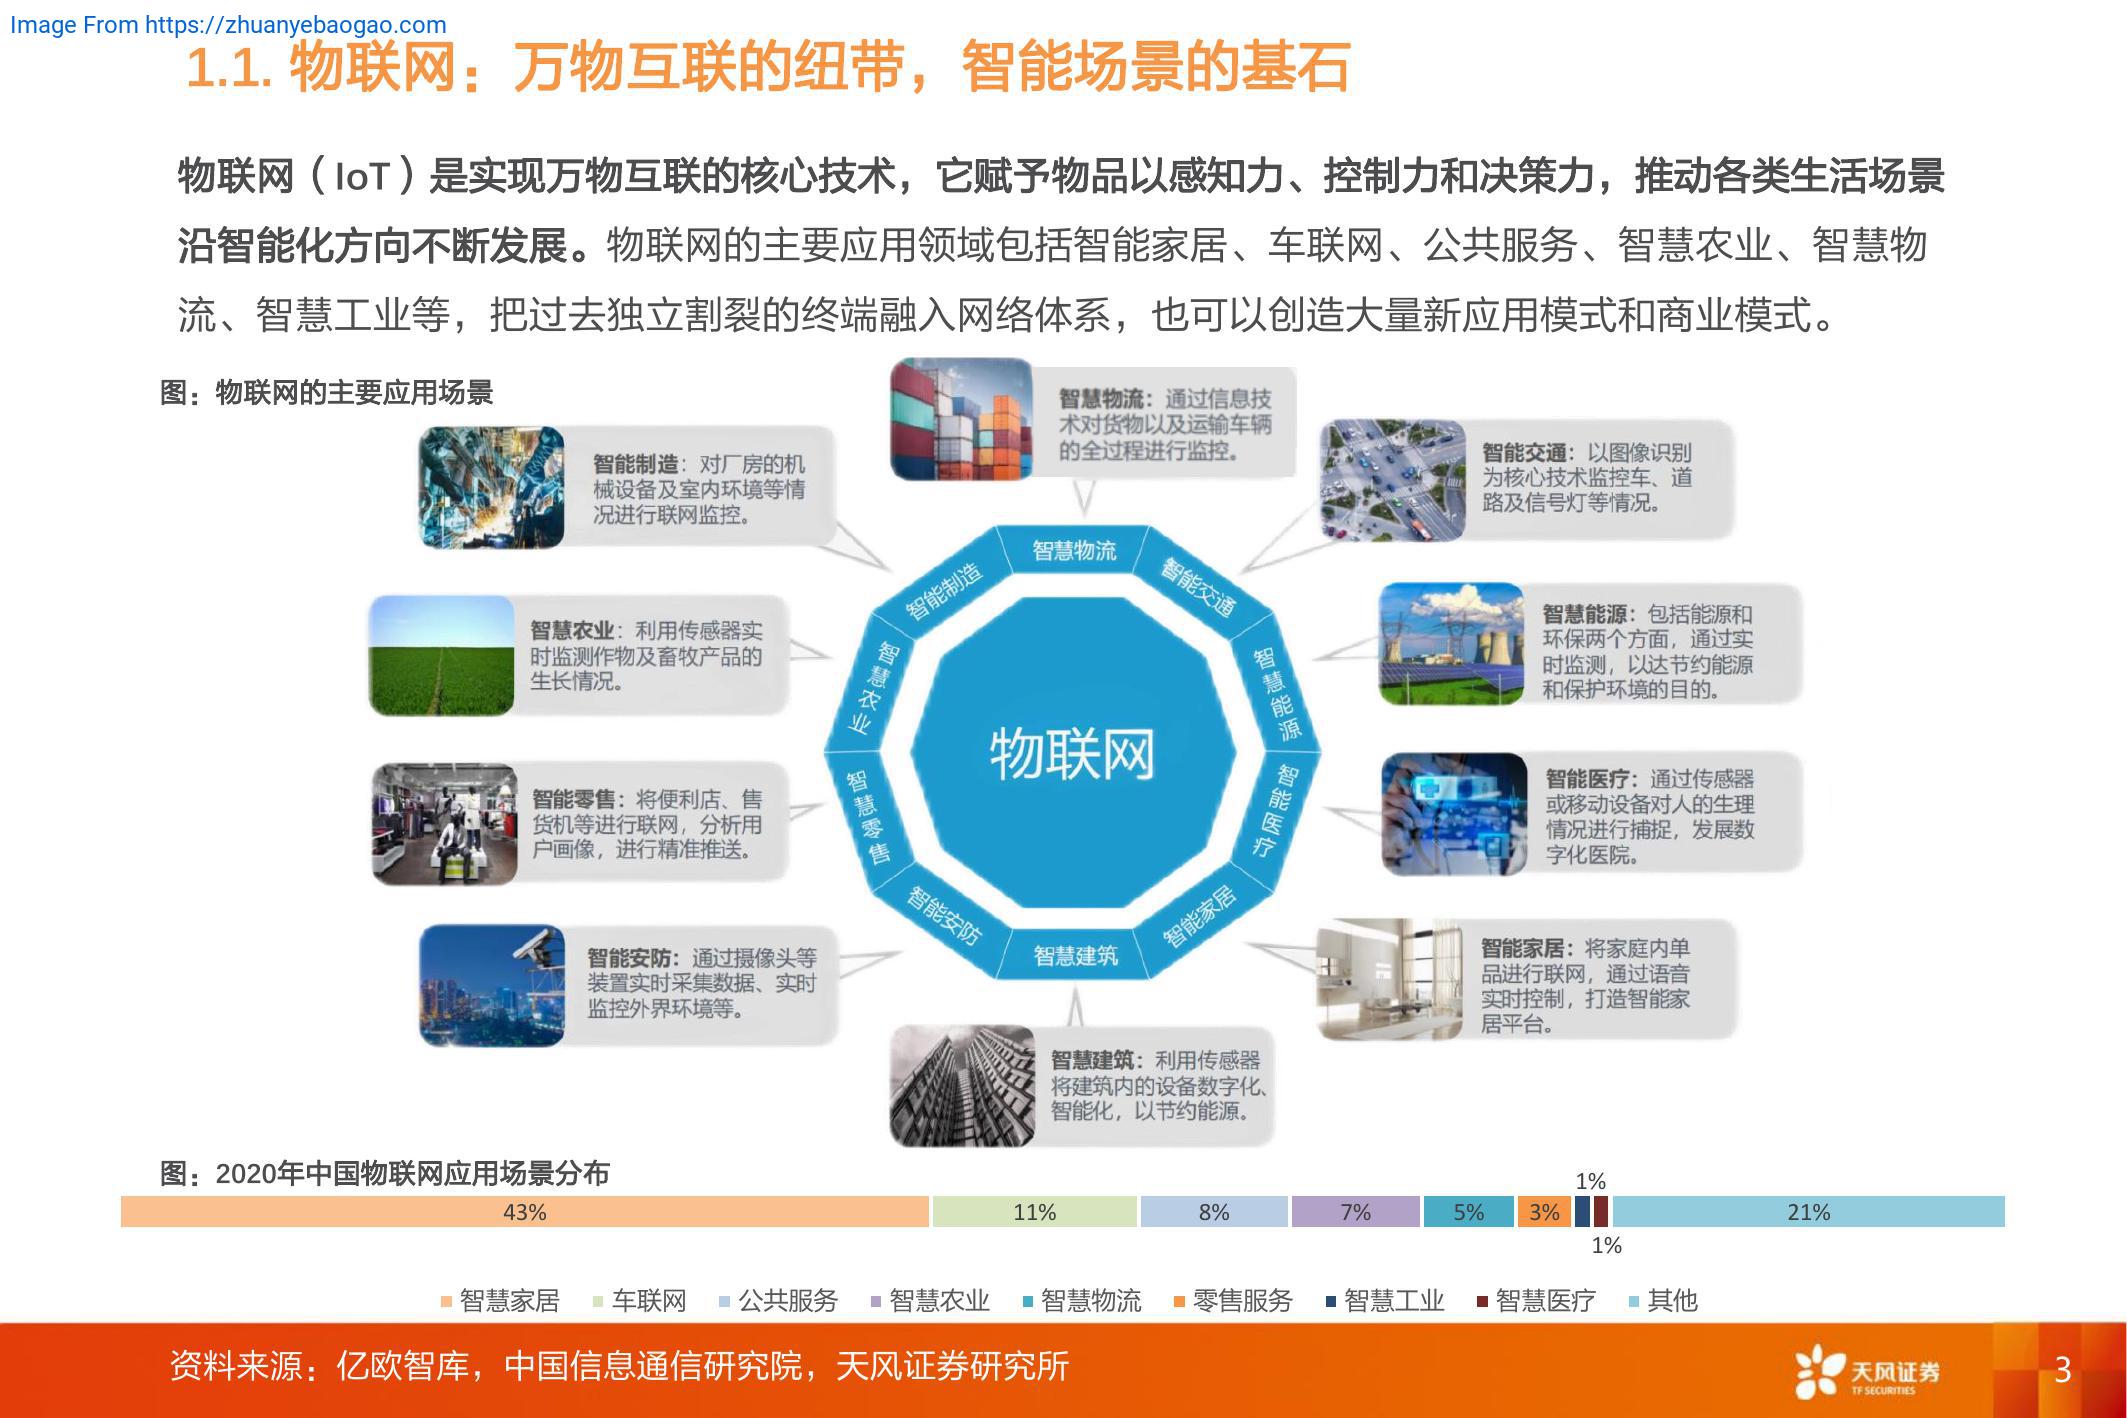 Image From https://zhuanyebaogao.com
1.1. 物联网：万物互联的纽带，智能场景的基石
物联网（IoT）是实现万物互联的核心技术，它赋予物品以感知力、控制力和决策力，推动各类生活场景
沿智能化方向不断发展。物联网的主要应用领域包括智能家居、车联网、公共服务、智慧农业、智慧物
流、智慧工业等，把过去独立割裂的终端融入网络体系，也可以创造大量新应用模式和商业模式。
图：物联网的主要应用场景
智慧物流：通过信息技
术对货物以及运输车辆
的全过程进行监控。
智能制造：对厂房的机
械设备及室内环境等情
况进行联网监控。
智能交通：以图像识别
为核心技术监控车、道
路及信号灯等情况。
智慧农业：利用传感器实
时监测作物及畜牧产品的
生长情况。
智慧能源：包括能源和
环保两个方面，通过实
时监测，以达节约能源
和保护环境的目的。
智能零售：将便利店、售
货机等进行联网，分析用
户画像，进行精准推送。
智能医疗：通过传感器
或移动设备对人的生理
情况进行捕捉，发展数
字化医院。
智能安防：通过摄像头等
装置实时采集数据、实时
监控外界环境等。
智能家居：将家庭内单
品进行联网，通过语音
实时控制，打造智能家
居平台。
智慧建筑：利用传感器
将建筑内的设备数字化、
智能化，以节约能源。
智慧物流
智能交通
智慧能源
智能医疗
智能家居
智慧建筑
智能安防
智慧零售
智慧农业
智能制造
物联网
图：2020年中国物联网应用场景分布
1%
43% 11% 8% 7% 5% 3% 21%
1%
智慧家居 车联网 公共服务 智慧农业 智慧物流 零售服务 智慧工业 智慧医疗 其他
资料来源：亿欧智库，中国信息通信研究院，天风证券研究所
天风证券
TF SECURITIES
3